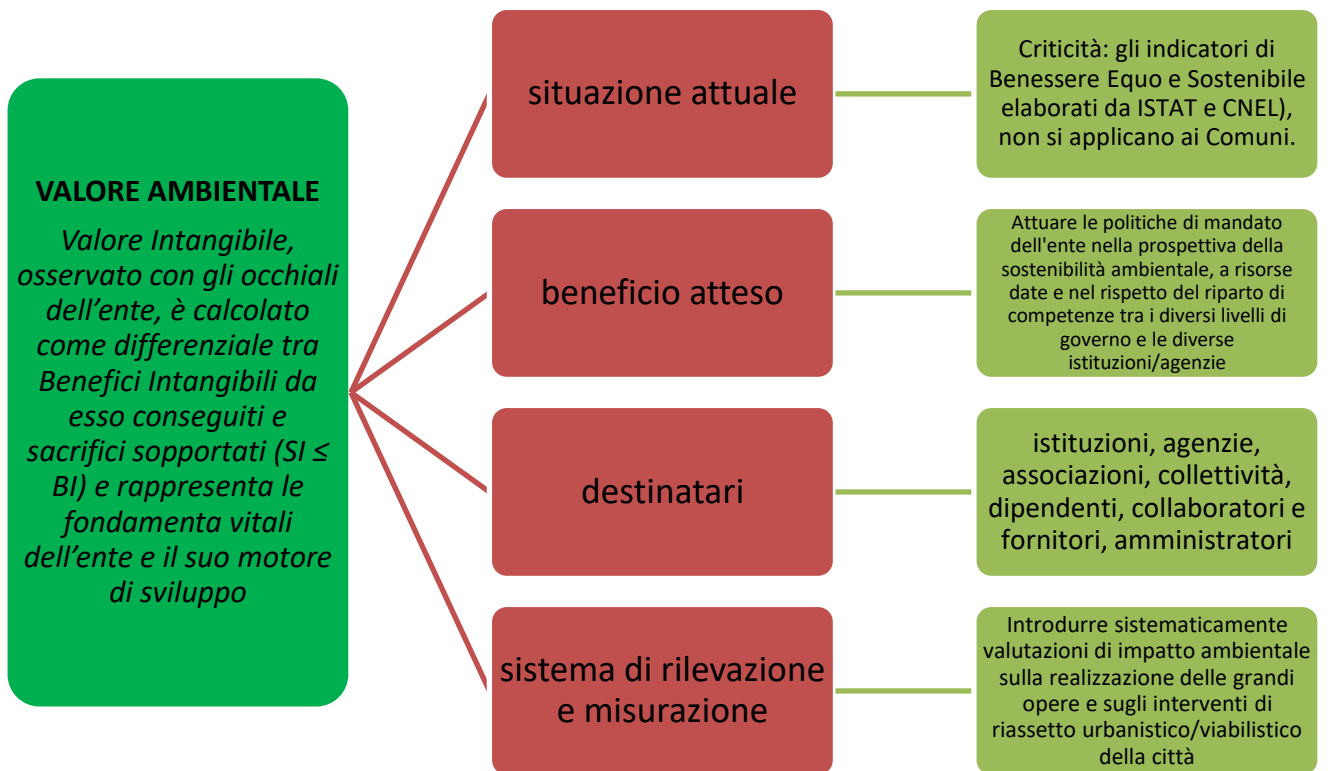 VALORE AMBIENTALE
Valore Intangibile,
osservato con gli occhiali
dell’ente, è calcolato
come differenziale tra
Benefici Intangibili da
esso conseguiti e
sacrifici sopportati (SI ≤
BI) e rappresenta le
fondamenta vitali
dell’ente e il suo motore
di sviluppo
situazione attuale
Criticità: gli indicatori di
Benessere Equo e Sostenibile
elaborati da ISTAT e CNEL),
non si applicano ai Comuni.
beneficio atteso
Attuare le politiche di mandato
dell'ente nella prospettiva della
sostenibilità ambientale, a risorse
date e nel rispetto del riparto di
competenze tra i diversi livelli di
governo e le diverse
istituzioni/agenzie
destinatari
istituzioni, agenzie,
associazioni, collettività,
dipendenti, collaboratori e
fornitori, amministratori
sistema di rilevazione
e misurazione
Introdurre sistematicamente
valutazioni di impatto ambientale
sulla realizzazione delle grandi
opere e sugli interventi di
riassetto urbanistico/viabilistico
della città